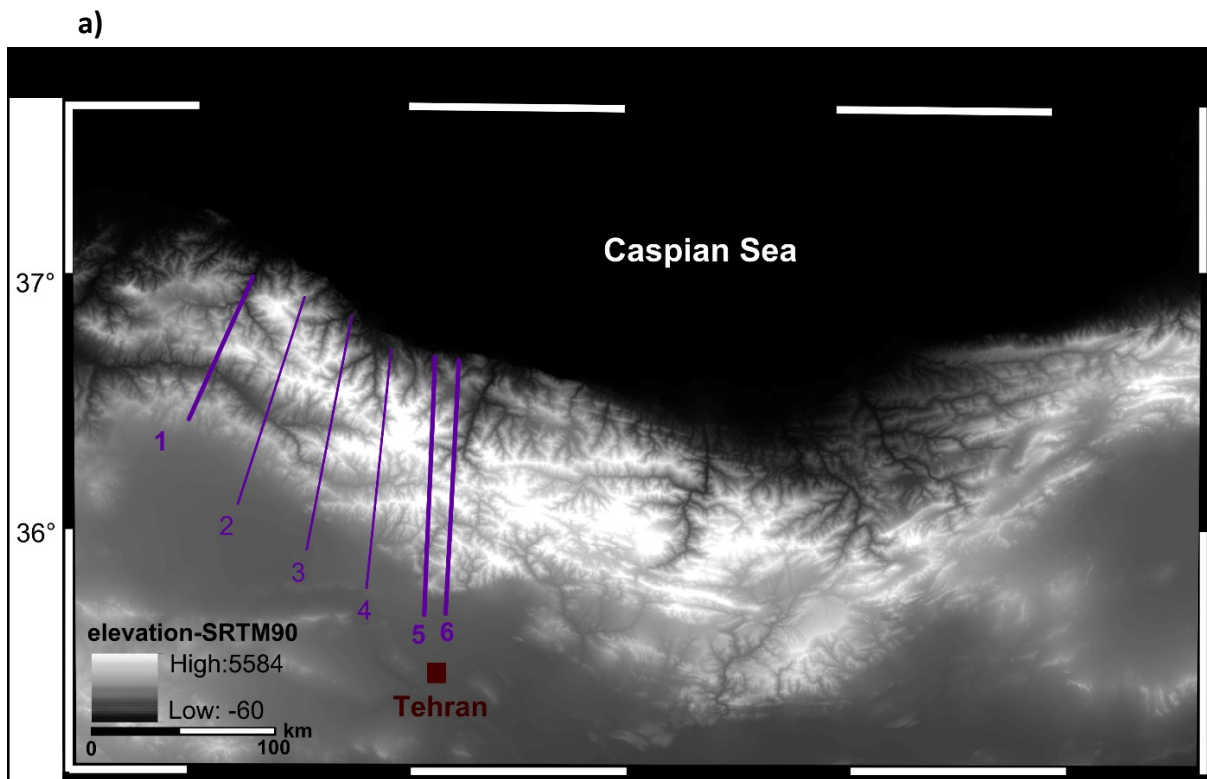 a)
Caspian Sea
37°
1
2
36°
3
4
5 6
elevation-SRTM90
High:5584
Low: -60
km
0 100
Tehran